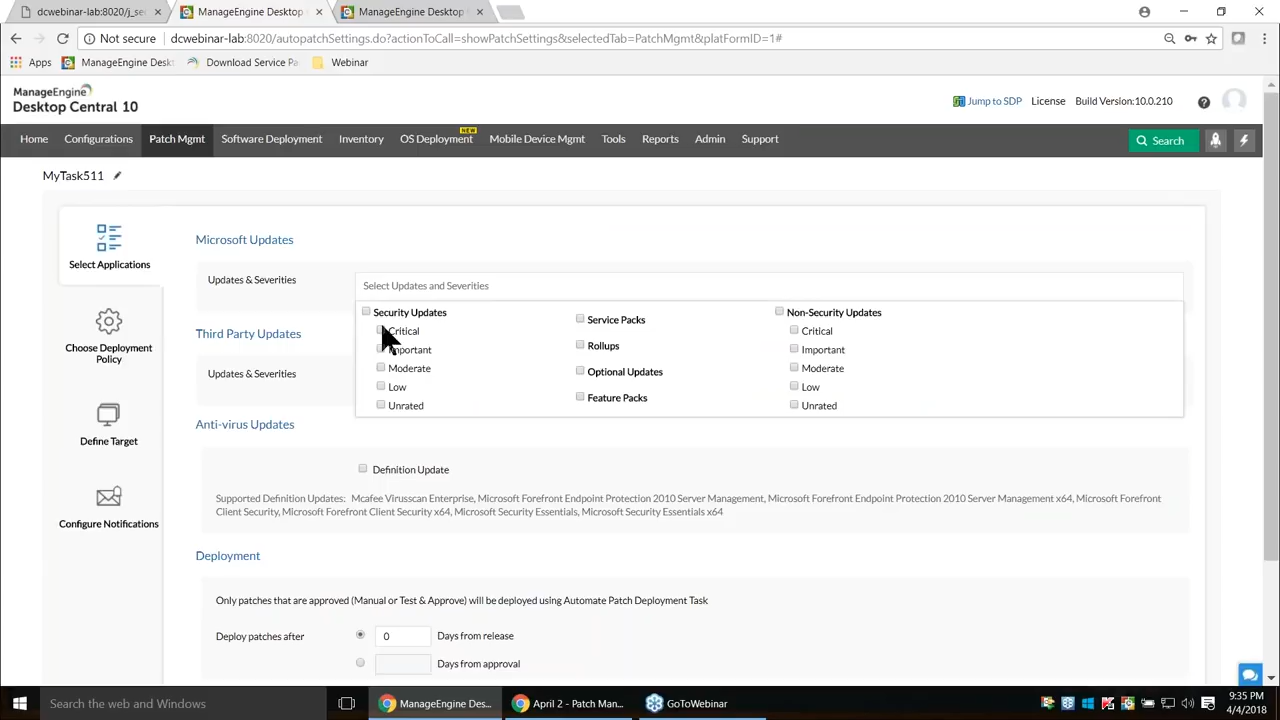 dcwebinar-lab:8020/j_se
ManageEngine Desktop
ManageEngine Desktop
Not secure
dcwebinar-lab:8020/autopatchSettings.do?actionToCall=showPatchSettings&selectedTab=PatchMgmt&platFormID=1#
Apps
ManageEngine Desk
Download Service Pa
Webinar
ManageEngine
Desktop Central 10
Jump to SDP
License
Build Version:10.0.210
Home
Configurations
Patch Mgmt
Software Deployment
Inventory
OS Deployment
NEW
Mobile Device Mgmt
Tools
Reports
Admin
Support
Search
MyTask511
Select Applications
Choose Deployment
Policy
Define Target
Configure Notifications
Microsoft Updates
Updates & Severities
Select Updates and Severities
Security Updates
Critical
Important
Moderate
Low
Unrated
Service Packs
Rollups
Optional Updates
Feature Packs
Non-Security Updates
Critical
Important
Moderate
Low
Unrated
Third Party Updates
Updates & Severities
Anti-virus Updates
Definition Update
Supported Definition Updates: Mcafee Virusscan Enterprise, Microsoft Forefront Endpoint Protection 2010 Server Management, Microsoft Forefront Endpoint Protection 2010 Server Management x64, Microsoft Forefront
Client Security, Microsoft Forefront Client Security x64, Microsoft Security Essentials, Microsoft Security Essentials x64
Deployment
Only patches that are approved (Manual or Test & Approve) will be deployed using Automate Patch Deployment Task
Deploy patches after
0
Days from release
Days from approval
Search the web and Windows
ManageEngine Des...
April 2 - Patch Man...
GoToWebinar
9:35 PM
4/4/2018